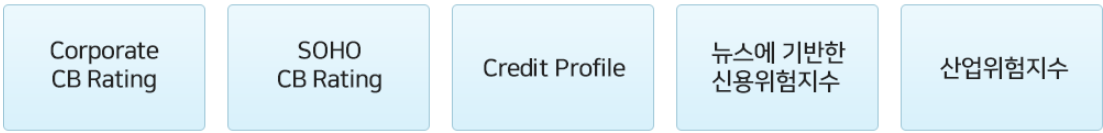 Corporate
CB Rating
SOHO
CB Rating
Credit Profile
뉴스에 기반한
신용위험지수
산업위험지수